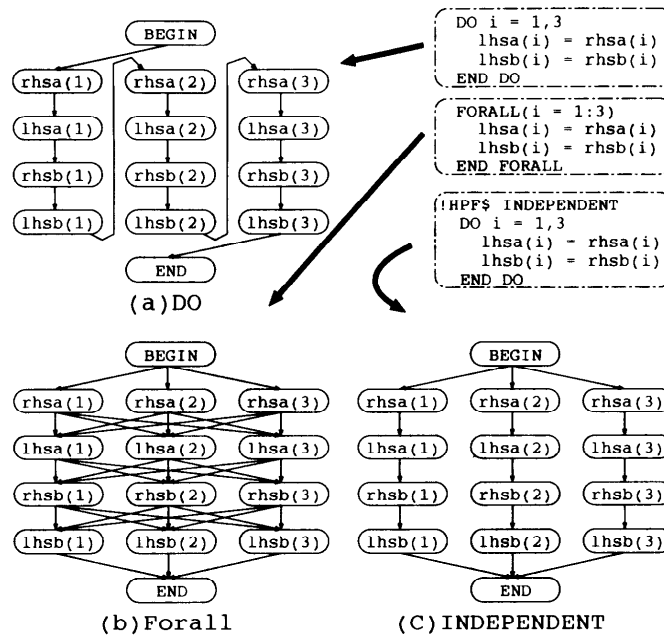 BEGIN
rhsa(1) rhsa(2) rhsa(3)
lhsa(1) lhsa(2) lhsa(3)
rhsb(1) rhsb(2) rhsb(3)
lhsb(1) lhsb(2) lhsb(3)
END
(a)DO
DO i = 1,3
lhsa(i) = rhsa(i)
lhsb(i) = rhsb(i)
END DO
FORALL(i = 1:3)
lhsa(i) = rhsa(i)
lhsb(i) = rhsb(i)
END FORALL
!HPF$ INDEPENDENT
DO i = 1,3
lhsa(i) = rhsa(i)
lhsb(i) = rhsb(i)
END DO
BEGIN
rhsa(1) rhsa(2) rhsa(3)
lhsa(1) lhsa(2) lhsa(3)
rhsb(1) rhsb(2) rhsb(3)
lhsb(1) lhsb(2) lhsb(3)
END
(b)Forall
BEGIN
rhsa(1) rhsa(2) rhsa(3)
lhsa(1) lhsa(2) lhsa(3)
rhsb(1) rhsb(2) rhsb(3)
lhsb(1) lhsb(2) lhsb(3)
END
(C)INDEPENDENT